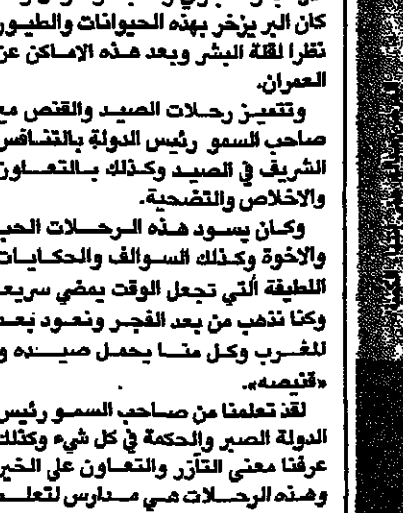 كان البر يزخر بهذه الحيوانات والطيور
نظرا لقلة البشر وبعد هذه الاماكن عن
العمران.
وتتميز رحلات الصيد والقنص مع
صاحب السمو رئيس الدولة بالتنافس
الشريف في الصيد وكذلك بالتعاون
والاخلاص والتضحية.
وكان يسود هذه الرحلات الحب
والاخوة وكذلك السوالف والحكايات
اللطيفة ألتي تجعل الوقت يمضي سريعا
وكنا نذهب من بعد الفجر ونعود بعد
المغرب وكل منا يحمل صيده و
«قنيصه».
لقد تعلمنا من صاحب السمو رئيس
الدولة الصبر والحكمة في كل شيء وكذلك
عرفنا معنى التآزر والتعاون على الخير
وهذه الرحلات هي مدارس لتعلم